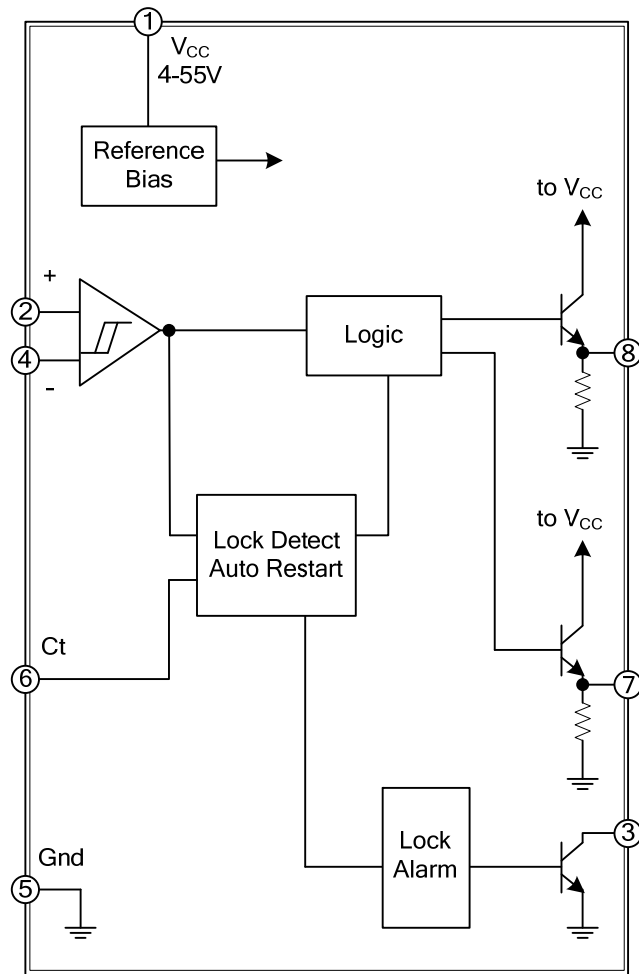 1
VCC
4-55V
Reference
Bias
to VCC
+
2
4
-
Logic
8
Lock Detect
Auto Restart
to VCC
Ct
6
7
Lock
Alarm
3
Gnd
5